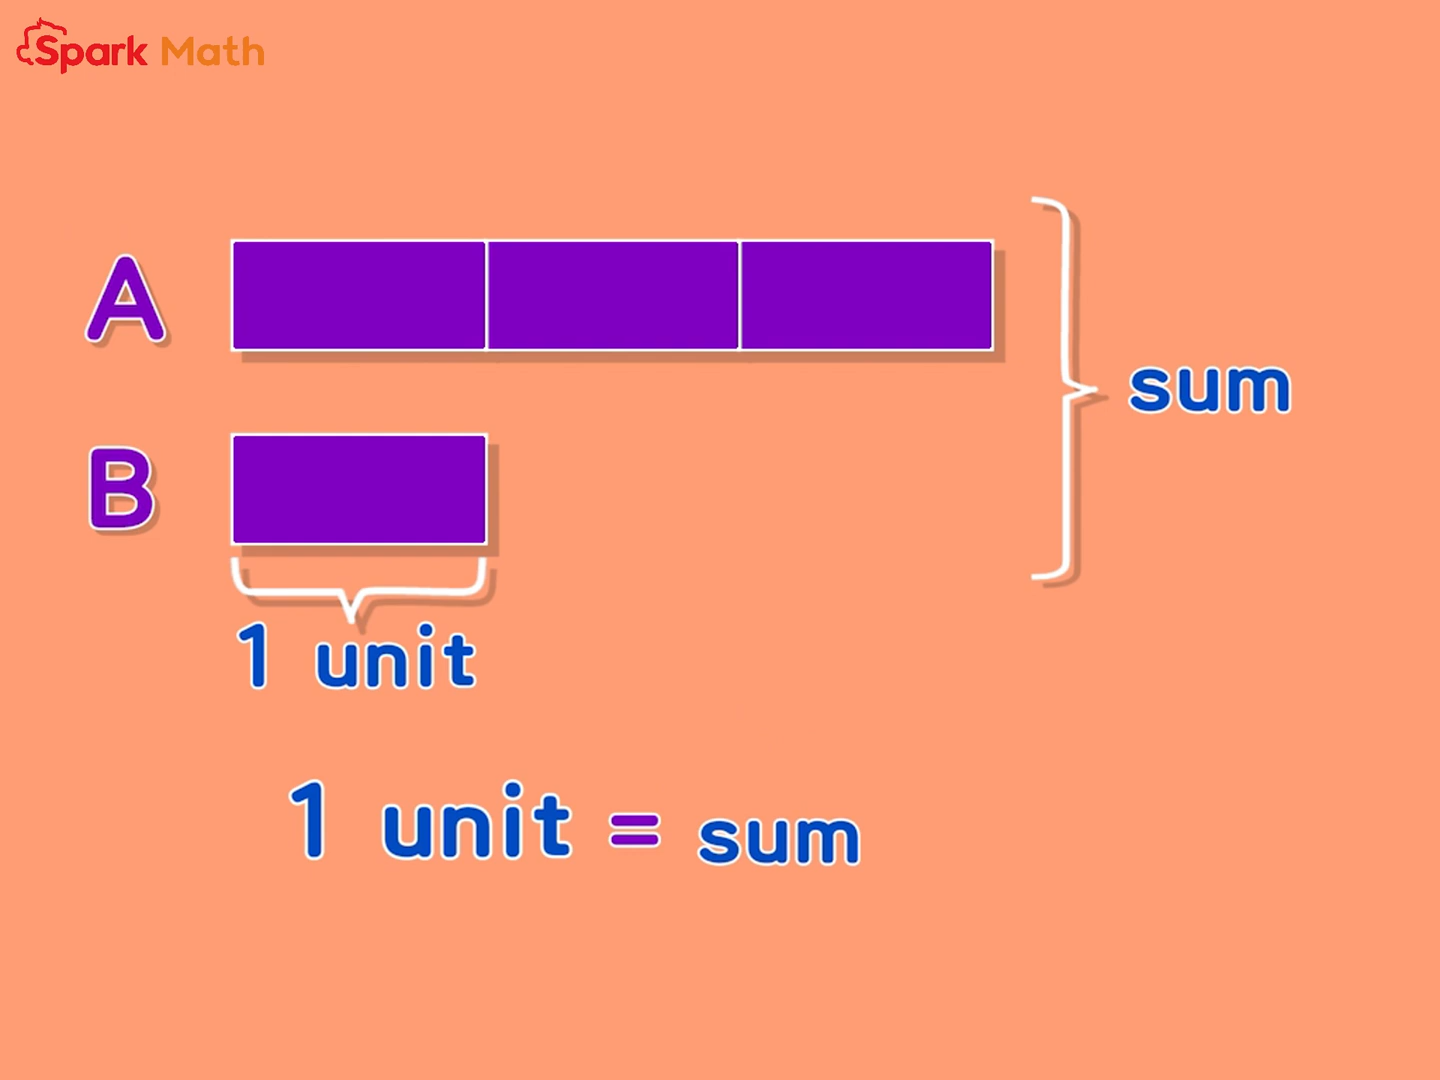 Spark Math
A
sum
B
1 unit
1 unit = sum